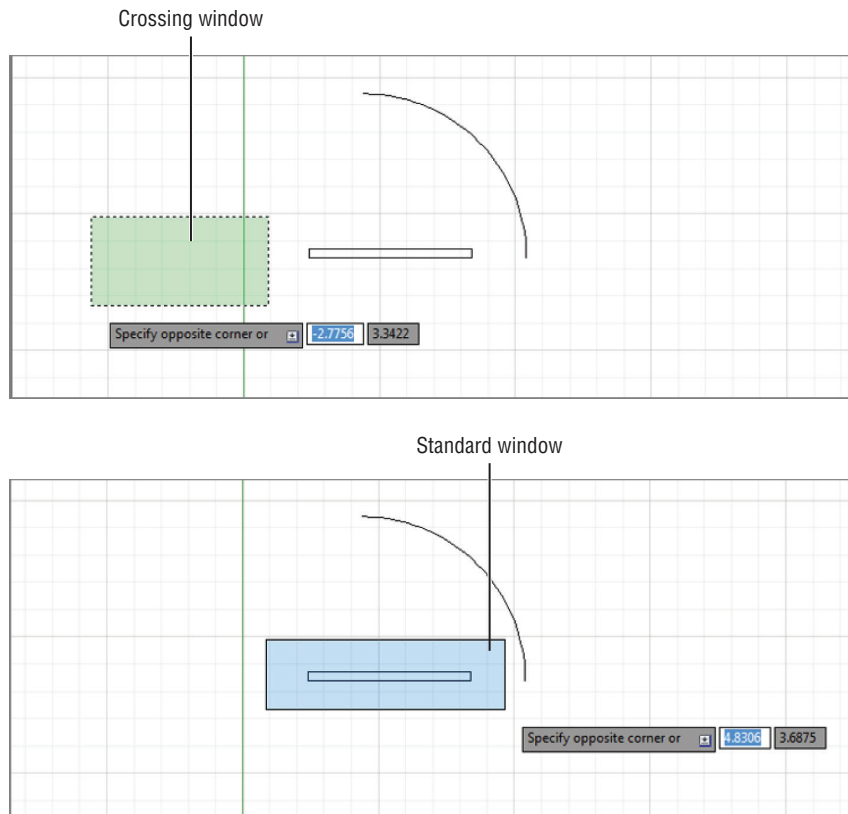 Crossing window
Specify opposite corner or -2.7756 3.3422
Standard window
Specify opposite corner or 4.8306 3.6875